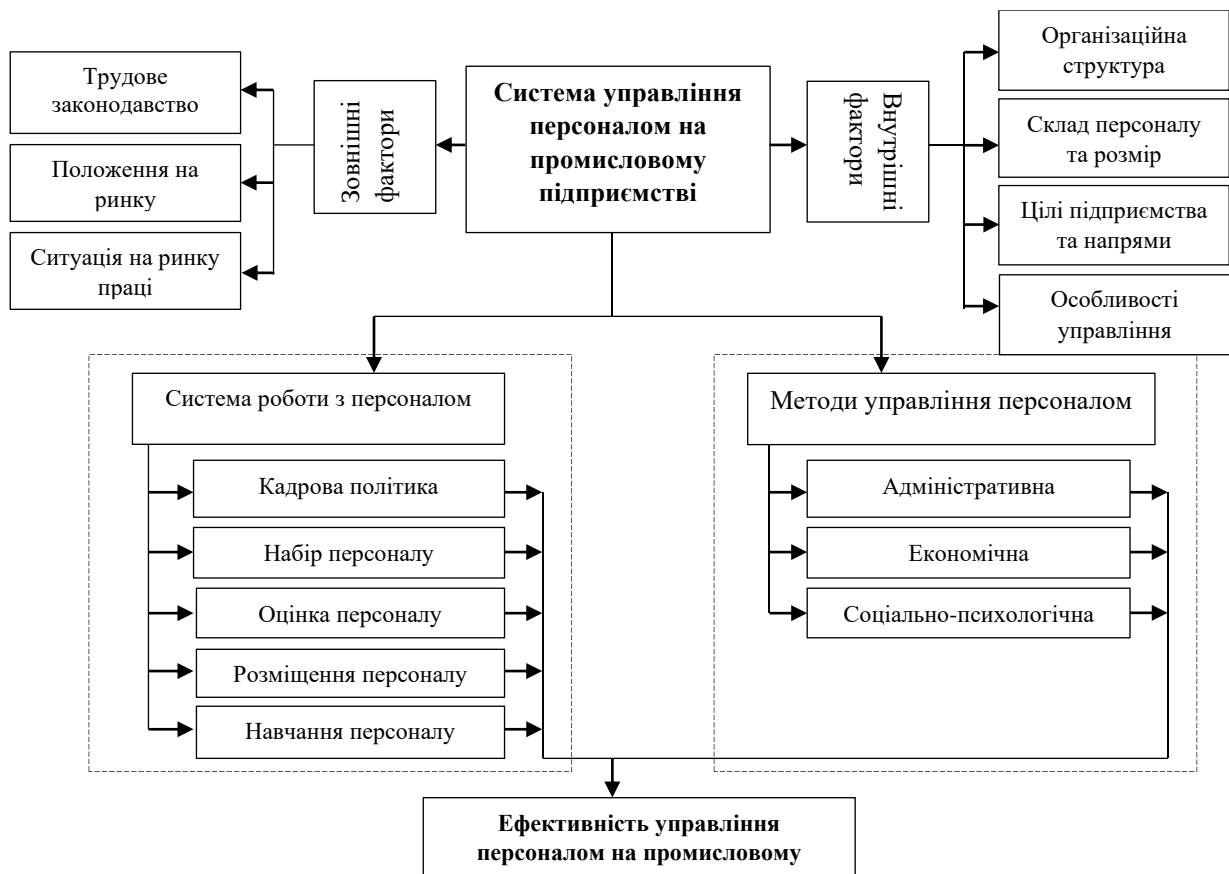 Трудове
законодавство
Положення на
ринку
Ситуація на ринку
праці
Зовнішні
фактори
Система управління
персоналом на
промисловому
підприємстві
Внутрішні
фактори
Організаційна
структура
Склад персоналу
та розмір
Цілі підприємства
та напрями
Особливості
управління
Система роботи з персоналом
Кадрова політика
Набір персоналу
Оцінка персоналу
Розміщення персоналу
Навчання персоналу
Методи управління персоналом
Адміністративна
Економічна
Соціально-психологічна
Ефективність управління
персоналом на промисловому